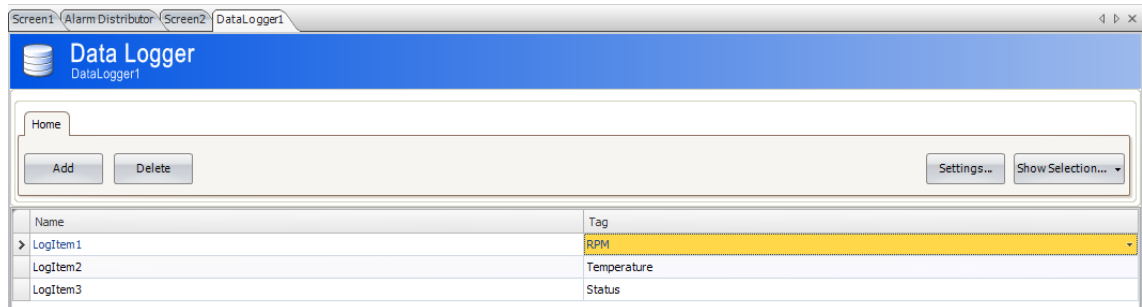 Screen1 Alarm Distributor Screen2 DataLogger1
Data Logger
DataLogger1
Home
Add Delete Settings... Show Selection...
Name Tag
LogItem1 RPM
LogItem2 Temperature
LogItem3 Status